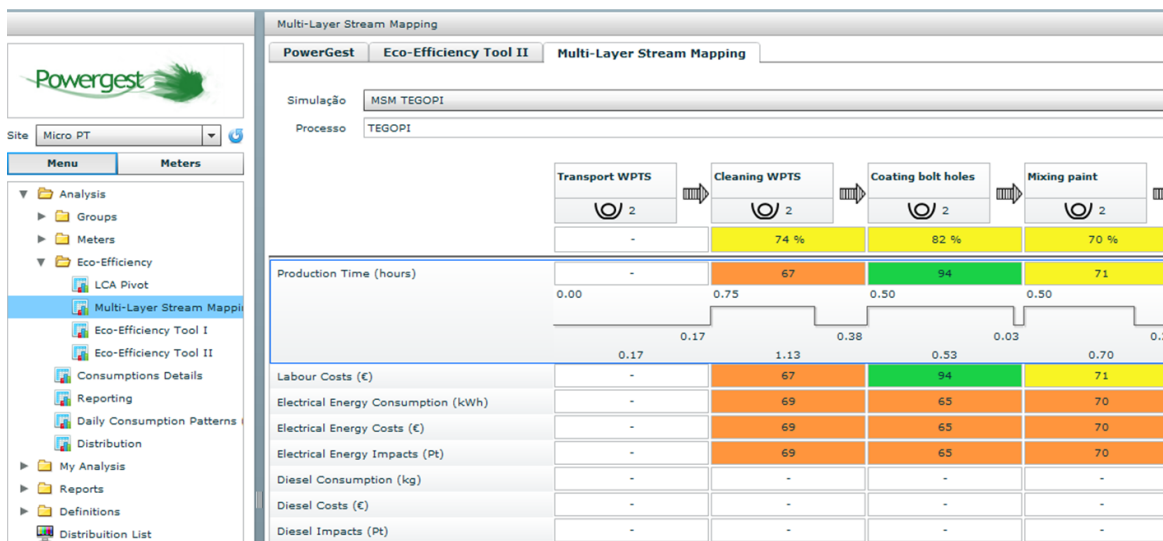 Multi-Layer Stream Mapping
PowerGest Eco-Efficiency Tool II Multi-Layer Stream Mapping
Powergest
Simulação MSM TEGOPI
Processo TEGOPI
Site Micro PT
Menu Meters
Analysis
Groups
Meters
Eco-Efficiency
LCA Pivot
Multi-Layer Stream Mappi
Eco-Efficiency Tool I
Eco-Efficiency Tool II
Consumptions Details
Reporting
Daily Consumption Patterns
Distribution
My Analysis
Reports
Definitions
Distribuition List
Transport WPTS Cleaning WPTS Coating bolt holes Mixing paint
2 2 2 2
- 74 % 82 % 70 %
Production Time (hours) - 67 94 71
0.00 0.75 0.50 0.50
0.17 0.38 0.03 0.
0.17 1.13 0.53 0.70
Labour Costs (€) - 67 94 71
Electrical Energy Consumption (kWh) - 69 65 70
Electrical Energy Costs (€) - 69 65 70
Electrical Energy Impacts (Pt) - 69 65 70
Diesel Consumption (kg) - - - -
Diesel Costs (€) - - - -
Diesel Impacts (Pt) - - - -